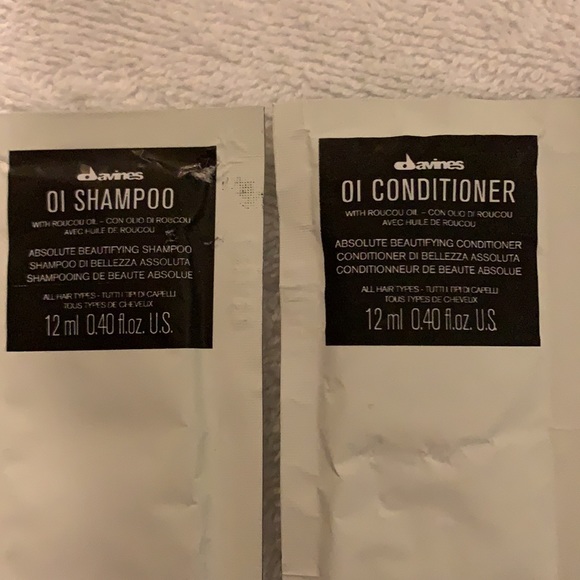 davines
OI SHAMPOO
WITH ROUCOU OIL - CON OLIO DI ROUCOU
AVEC HUILE DE ROUCOU
ABSOLUTE BEAUTIFYING SHAMPOO
SHAMPOO DI BELLEZZA ASSOLUTA
SHAMPOOING DE BEAUTE ABSOLUE
ALL HAIR TYPES - TUTTI I TIPI DI CAPELLI
TOUS TYPES DE CHEVEUX
12 ml 0.40 fl.oz. U.S.
davines
OI CONDITIONER
WITH ROUCOU OIL - CON OLIO DI ROUCOU
AVEC HUILE DE ROUCOU
ABSOLUTE BEAUTIFYING CONDITIONER
CONDITIONER DI BELLEZZA ASSOLUTA
CONDITIONNEUR DE BEAUTE ABSOLUE
ALL HAIR TYPES - TUTTI I TIPI DI CAPELLI
TOUS TYPES DE CHEVEUX
12 ml 0.40 fl.oz. U.S.